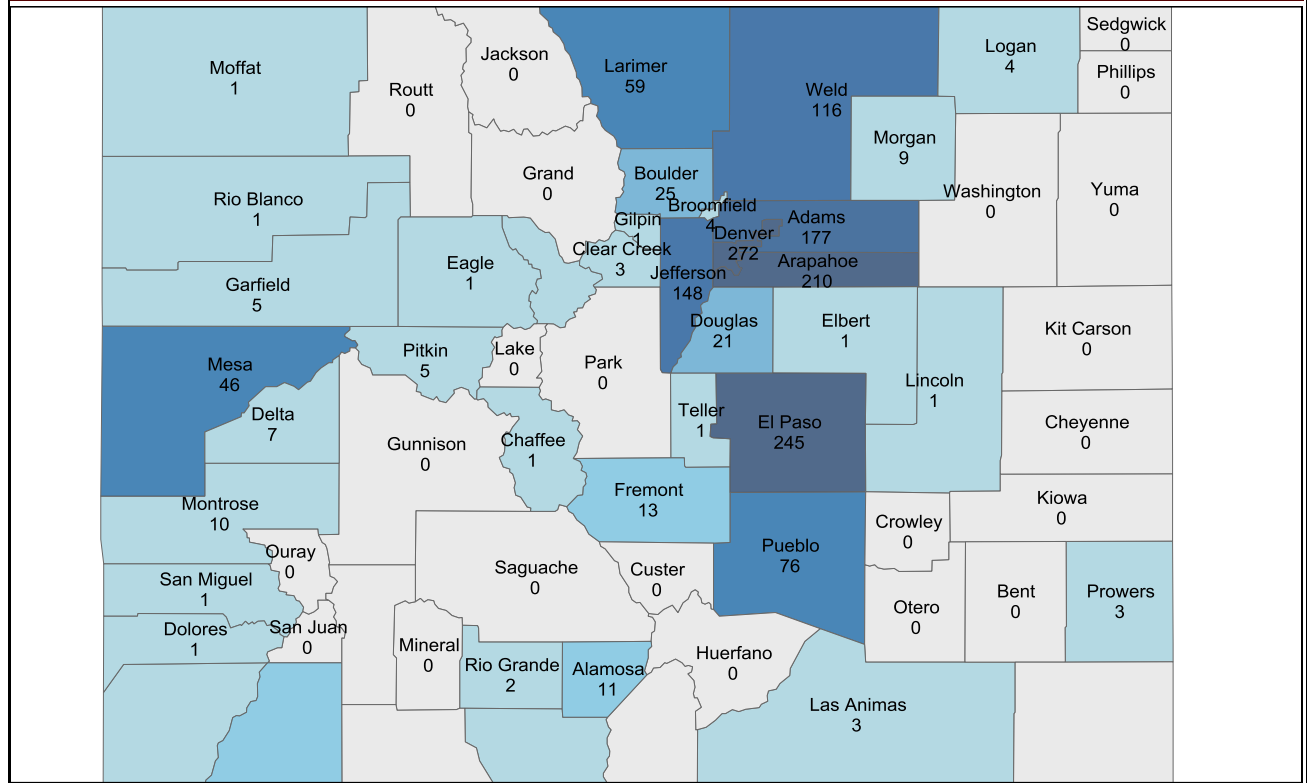 Moffat
1
Routt
0
Jackson
0
Larimer
59
Weld
116
Logan
4
Sedgwick
0
Phillips
0
Morgan
9
Washington
0
Yuma
0
Rio Blanco
1
Grand
0
Boulder
25
Broomfield
4
Gilpin
1
Clear Creek
3
Adams
177
Denver
272
Arapahoe
210
Jefferson
148
Garfield
5
Eagle
1
Douglas
21
Elbert
1
Lincoln
1
Kit Carson
0
Mesa
46
Pitkin
5
Lake
0
Park
0
Delta
7
Gunnison
0
Chaffee
1
Teller
1
El Paso
245
Cheyenne
0
Montrose
10
Fremont
13
Kiowa
0
Crowley
0
Ouray
0
Pueblo
76
San Miguel
1
Saguache
0
Custer
0
Otero
0
Bent
0
Prowers
3
Dolores
1
San Juan
0
Mineral
0
Rio Grande
2
Alamosa
11
Huerfano
0
Las Animas
3